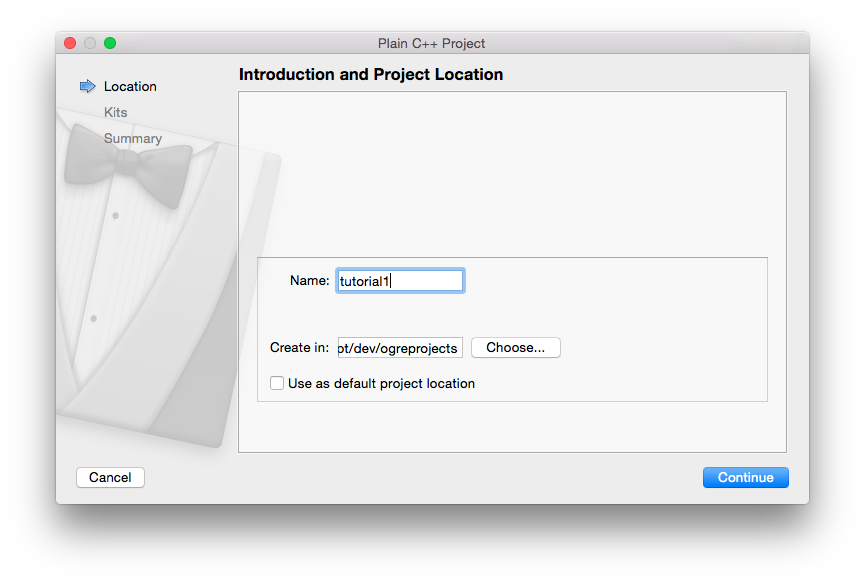 Plain C++ Project
Location
Kits
Summary
Introduction and Project Location
Name: tutorial1
Create in: ot/dev/ogreprojects Choose...
Use as default project location
Cancel
Continue